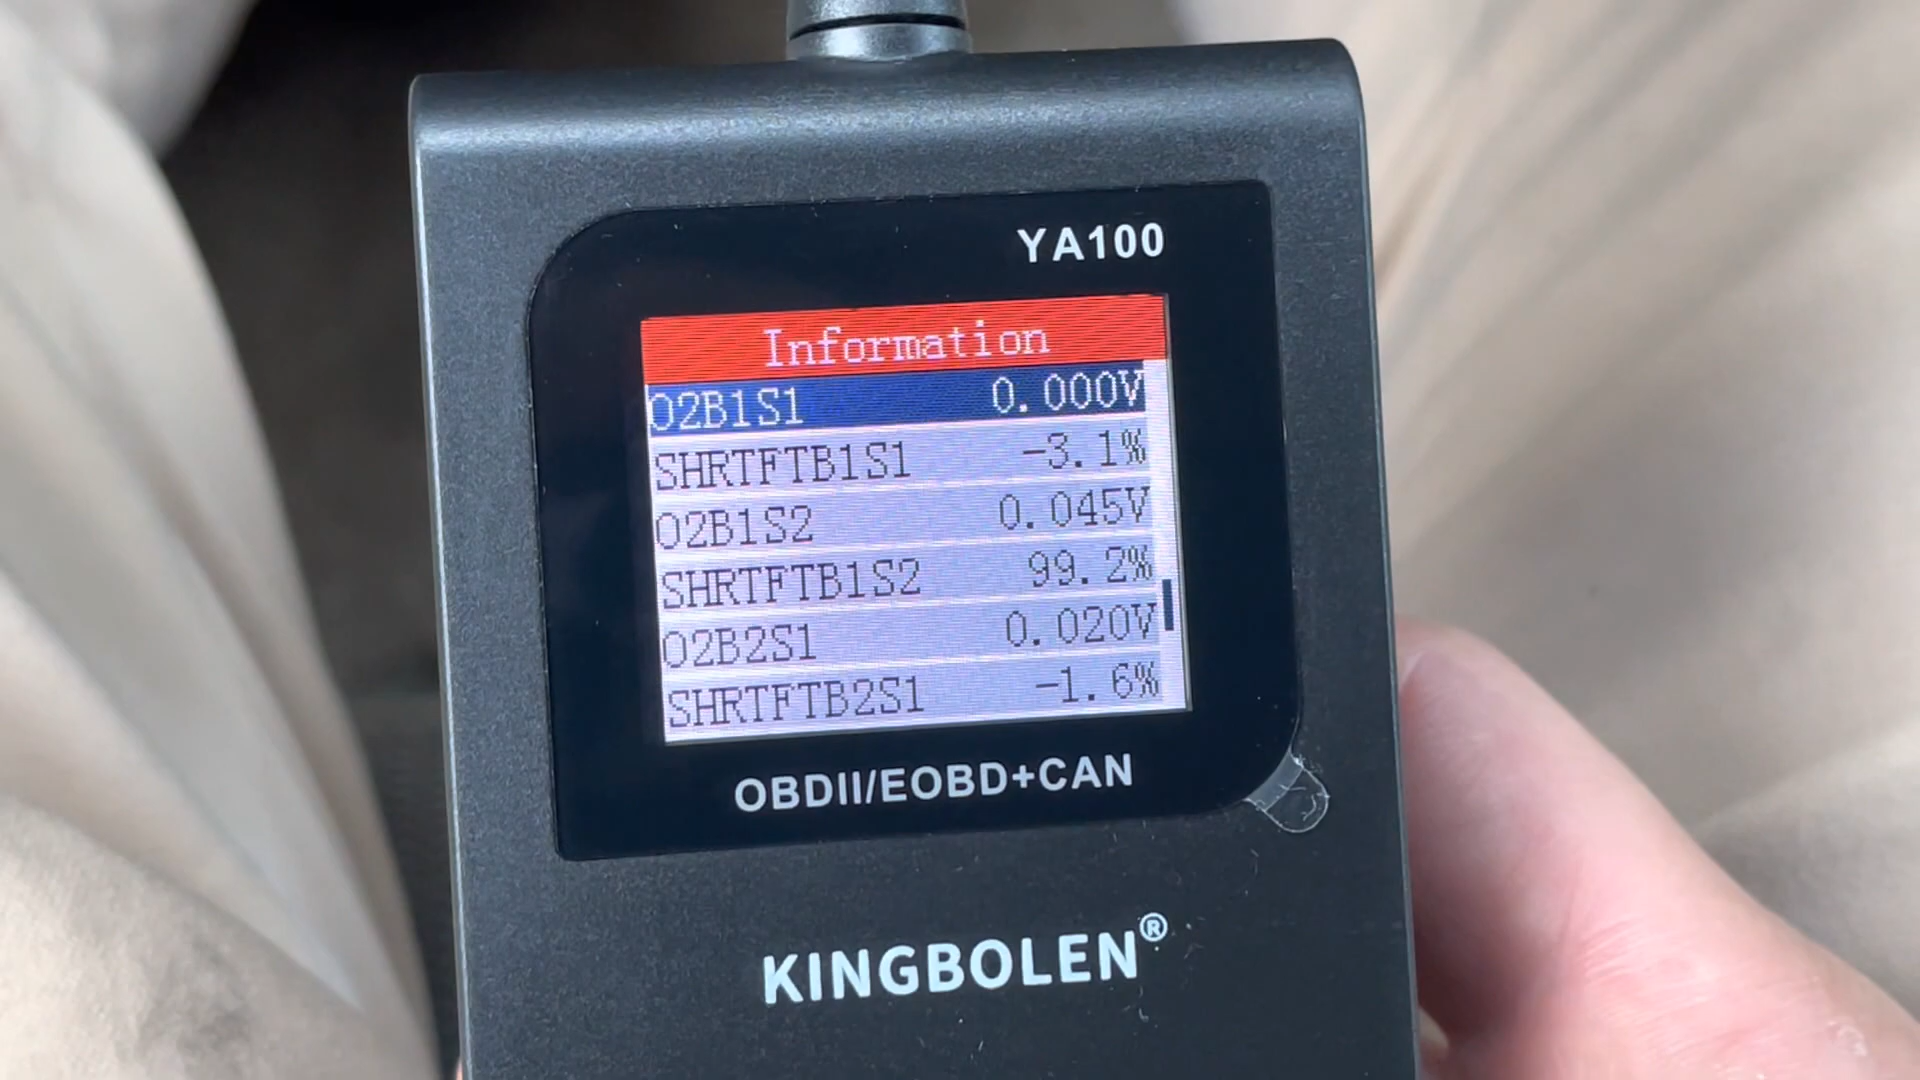 YA100
Information
O2B1S1 0.000V
SHRTFTB1S1 -3.1%
O2B1S2 0.045V
SHRTFTB1S2 99.2%
O2B2S1 0.020V
SHRTFTB2S1 -1.6%
OBDII/EOBD+CAN
KINGBOLEN®